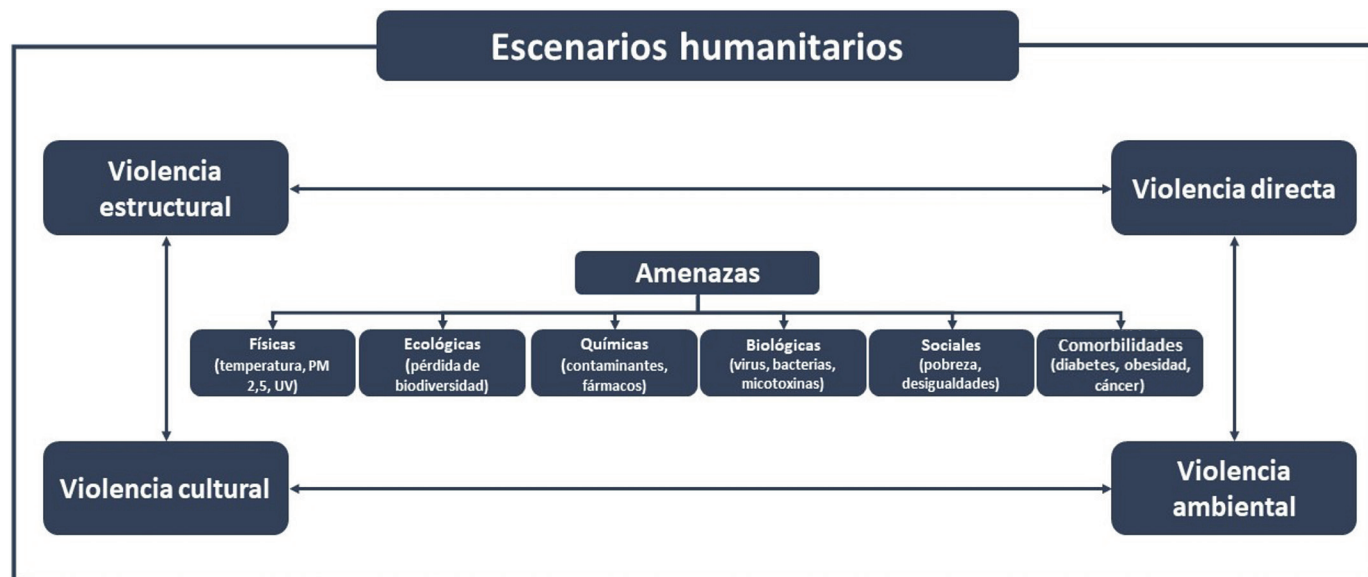 Escenarios humanitarios
Violencia
estructural
Violencia directa
Amenazas
Físicas
(temperatura, PM
2,5, UV)
Ecológicas
(pérdida de
biodiversidad)
Químicas
(contaminantes,
fármacos)
Biológicas
(virus, bacterias,
micotoxinas)
Sociales
(pobreza,
desigualdades)
Comorbilidades
(diabetes, obesidad,
cáncer)
Violencia cultural
Violencia
ambiental